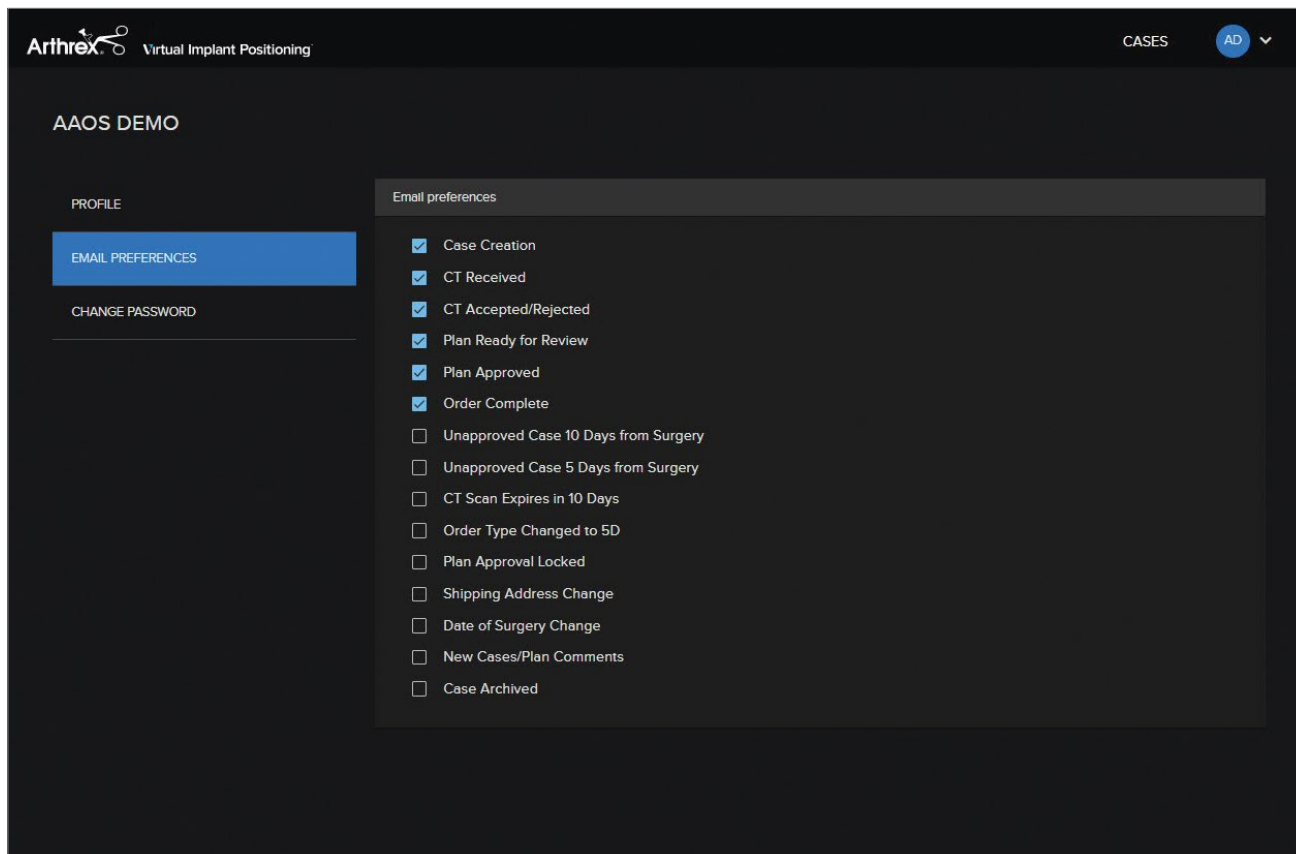 Arthrex Virtual Implant Positioning
CASES
AD
AAOS DEMO
PROFILE
EMAIL PREFERENCES
CHANGE PASSWORD
Email preferences
Case Creation
CT Received
CT Accepted/Rejected
Plan Ready for Review
Plan Approved
Order Complete
Unapproved Case 10 Days from Surgery
Unapproved Case 5 Days from Surgery
CT Scan Expires in 10 Days
Order Type Changed to 5D
Plan Approval Locked
Shipping Address Change
Date of Surgery Change
New Cases/Plan Comments
Case Archived